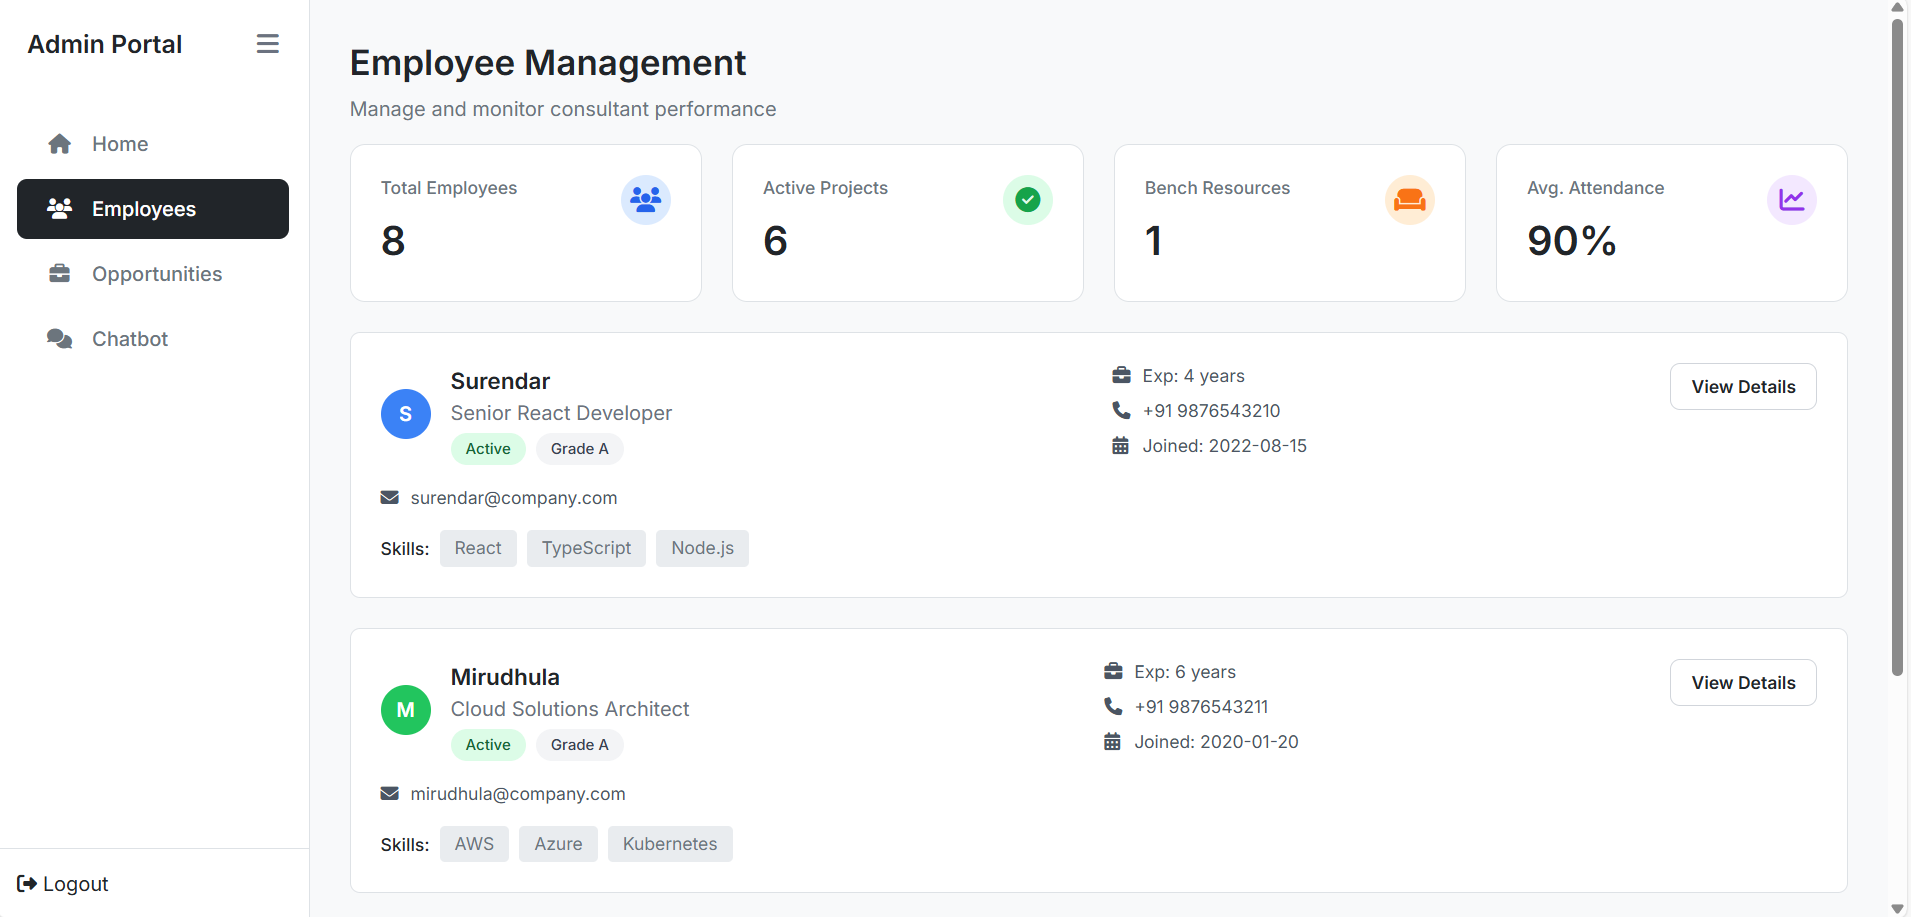 Admin Portal
Home
Employees
Opportunities
Chatbot
Logout
Employee Management
Manage and monitor consultant performance
Total Employees
8
Active Projects
6
Bench Resources
1
Avg. Attendance
90%
S
Surendar
Senior React Developer
Active Grade A
surendar@company.com
Skills: React TypeScript Node.js
Exp: 4 years
+91 9876543210
Joined: 2022-08-15
View Details
M
Mirudhula
Cloud Solutions Architect
Active Grade A
mirudhula@company.com
Skills: AWS Azure Kubernetes
Exp: 6 years
+91 9876543211
Joined: 2020-01-20
View Details